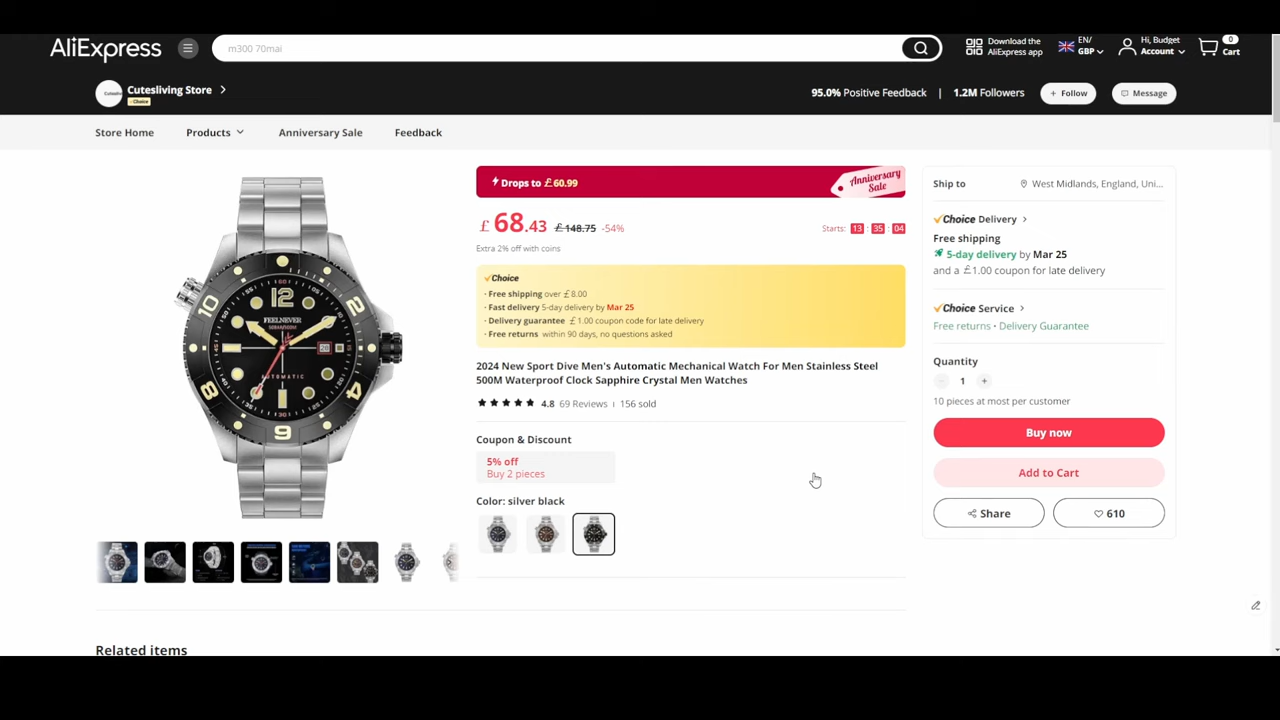 AliExpress
m300 70mai
Download the
AliExpress app
EN/
GBP
Hi, Budget
Account
0
Cart
Cutesliving Store
Choice
95.0% Positive Feedback | 1.2M Followers
+ Follow
Message
Store Home
Products
Anniversary Sale
Feedback
Drops to £60.99
Anniversary
Sale
£68.43 £148.75 -54%
Starts: 13 : 35 : 04
Extra 2% off with coins
Choice
· Free shipping over £8.00
· Fast delivery 5-day delivery by Mar 25
· Delivery guarantee £1.00 coupon code for late delivery
· Free returns within 90 days, no questions asked
2024 New Sport Dive Men's Automatic Mechanical Watch For Men Stainless Steel
500M Waterproof Clock Sapphire Crystal Men Watches
4.8 69 Reviews | 156 sold
Coupon & Discount
5% off
Buy 2 pieces
Color: silver black
Ship to
West Midlands, England, Uni...
Choice Delivery
Free shipping
5-day delivery by Mar 25
and a £1.00 coupon for late delivery
Choice Service
Free returns • Delivery Guarantee
Quantity
- 1 +
10 pieces at most per customer
Buy now
Add to Cart
Share
610
60
12
10
2
8
4
9
FEELNEVER
AUTOMATIC
45
15
30
Related items